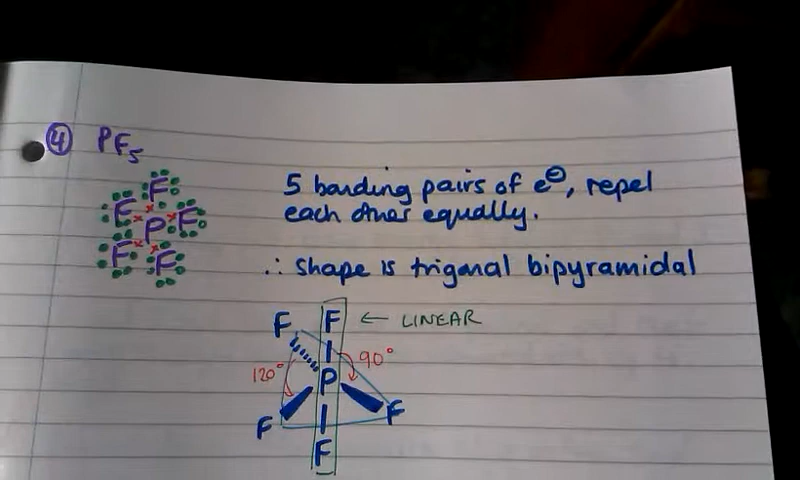 ④ PF₅
F
F F
P
F F
5 bonding pairs of e⊖, repel
each other equally.
∴ shape is trigonal bipyramidal
F F ← LINEAR
90°
120° P
F F
F